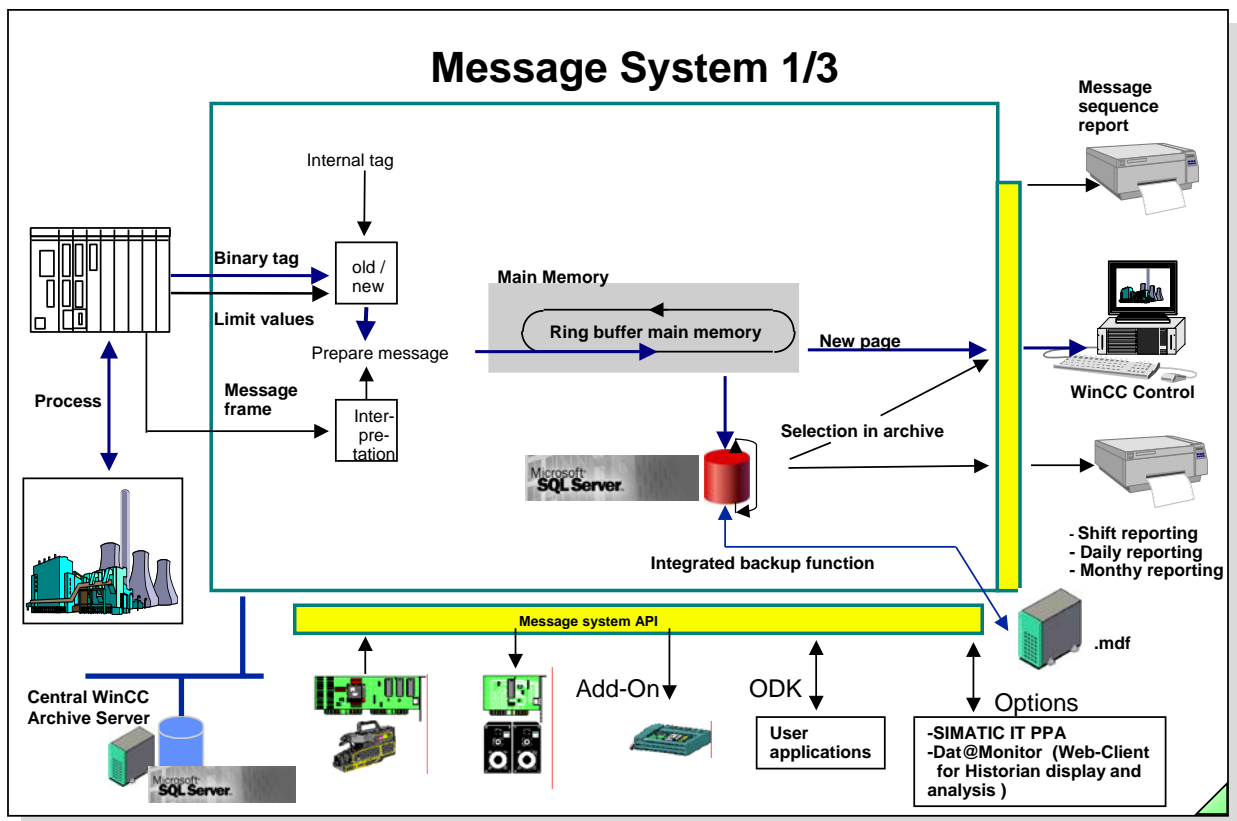 Message System 1/3
Message
sequence
report
Internal tag
Binary tag
old /
new
Limit values
Main Memory
Ring buffer main memory
New page
Prepare message
Process
Message
frame
Inter-
pre-
tation
WinCC Control
Selection in archive
Microsoft
SQL Server
Integrated backup function
- Shift reporting
- Daily reporting
- Monthy reporting
Message system API
.mdf
Central WinCC
Archive Server
Microsoft
SQL Server
Add-On
ODK
Options
User
applications
-SIMATIC IT PPA
-Dat@Monitor (Web-Client
for Historian display and
analysis )